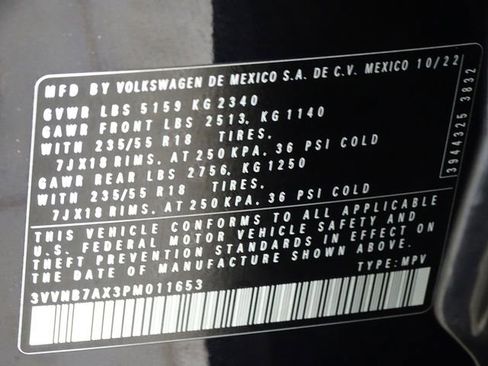 MFD BY VOLKSWAGEN DE MEXICO S.A. DE C.V. MEXICO 10/22
GVWR LBS 5159 KG 2340
GAWR FRONT LBS 2513, KG 1140
WITH 235/55 R18 TIRES.
7JX18 RIMS, AT 250 KPA, 36 PSI COLD
GAWR REAR LBS 2756, KG 1250
WITH 235/55 R18 TIRES.
7JX18 RIMS, AT 250 KPA, 36 PSI COLD
THIS VEHICLE CONFORMS TO ALL APPLICABLE
U.S. FEDERAL MOTOR VEHICLE SAFETY AND
THEFT PREVENTION STANDARDS IN EFFECT ON
THE DATE OF MANUFACTURE SHOWN ABOVE.
3VVNB7AX3PM011653 TYPE: MPV
3944325 3832